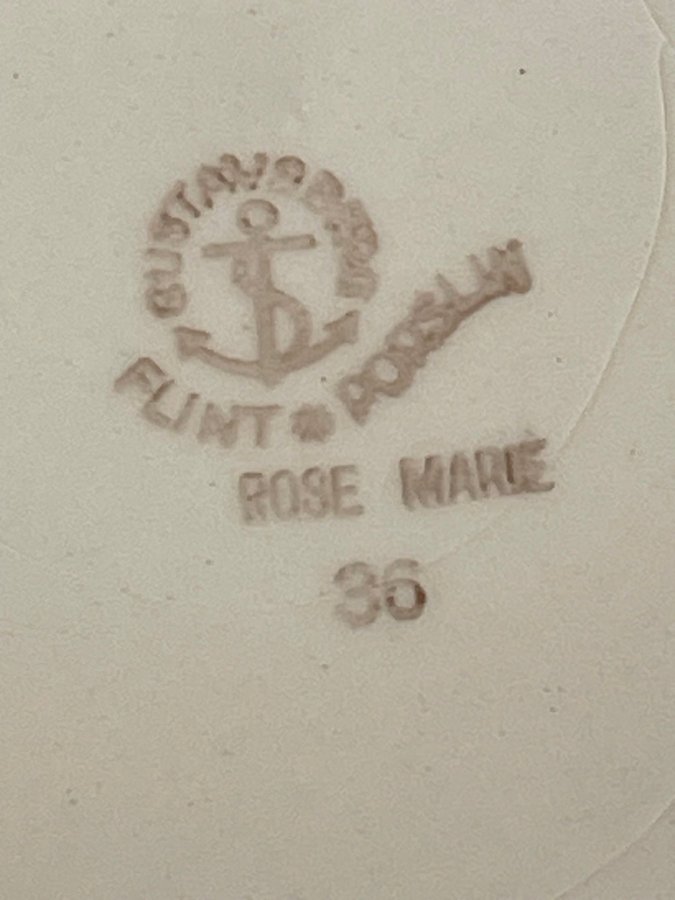 GUSTAVSBERG
FLINT * PORSLIN
ROSE MARIE
36